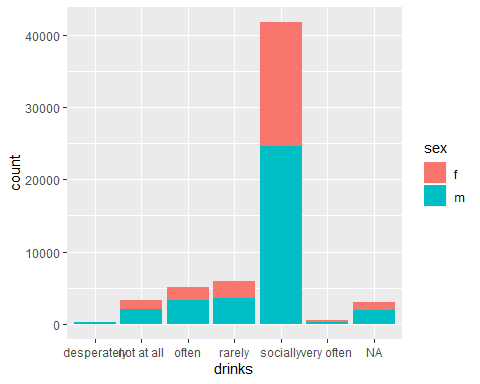 count
40000
30000
20000
10000
0
desperately not at all often rarely socially very often NA
drinks
sex
f
m